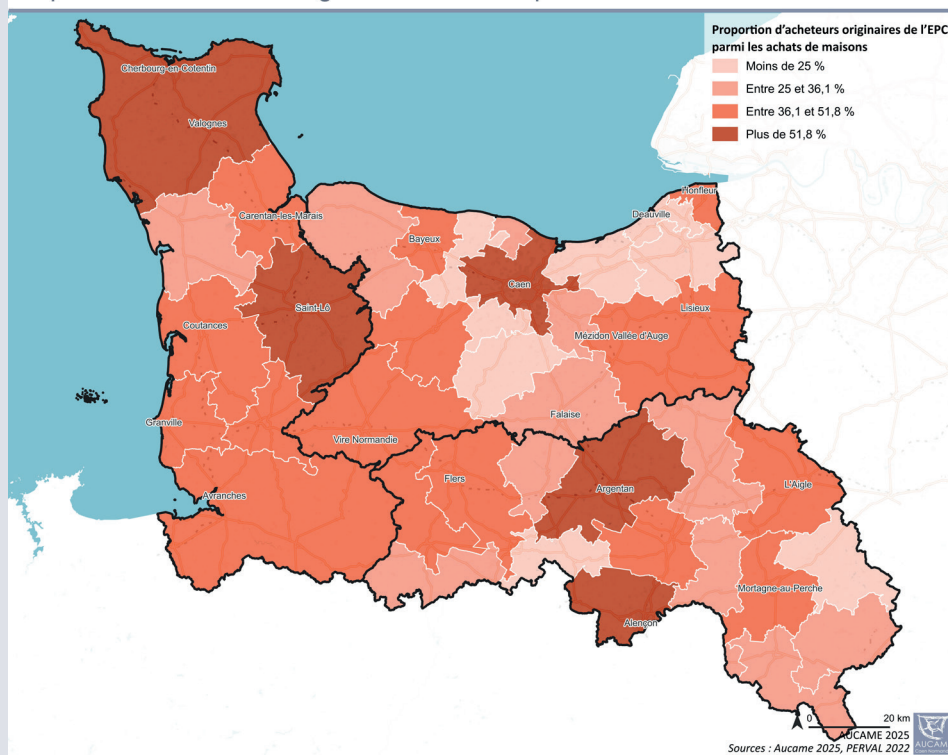 Proportion d'acheteurs originaires de l'EPC
parmi les achats de maisons
Moins de 25 %
Entre 25 et 36,1 %
Entre 36,1 et 51,8 %
Plus de 51,8 %
Cherbourg-en-Cotentin
Valognes
Honfleur
Deauville
Carentan-les-Marais
Bayeux
Caen
Saint-Lô
Lisieux
Coutances
Mézidon Vallée d'Auge
Falaise
Granville
Vire Normandie
Flers
L'Aigle
Argentan
Avranches
Mortagne-au-Perche
Alençon
0 20 km
AUCAME 2025
Sources : Aucame 2025, PERVAL 2022
AUCAME